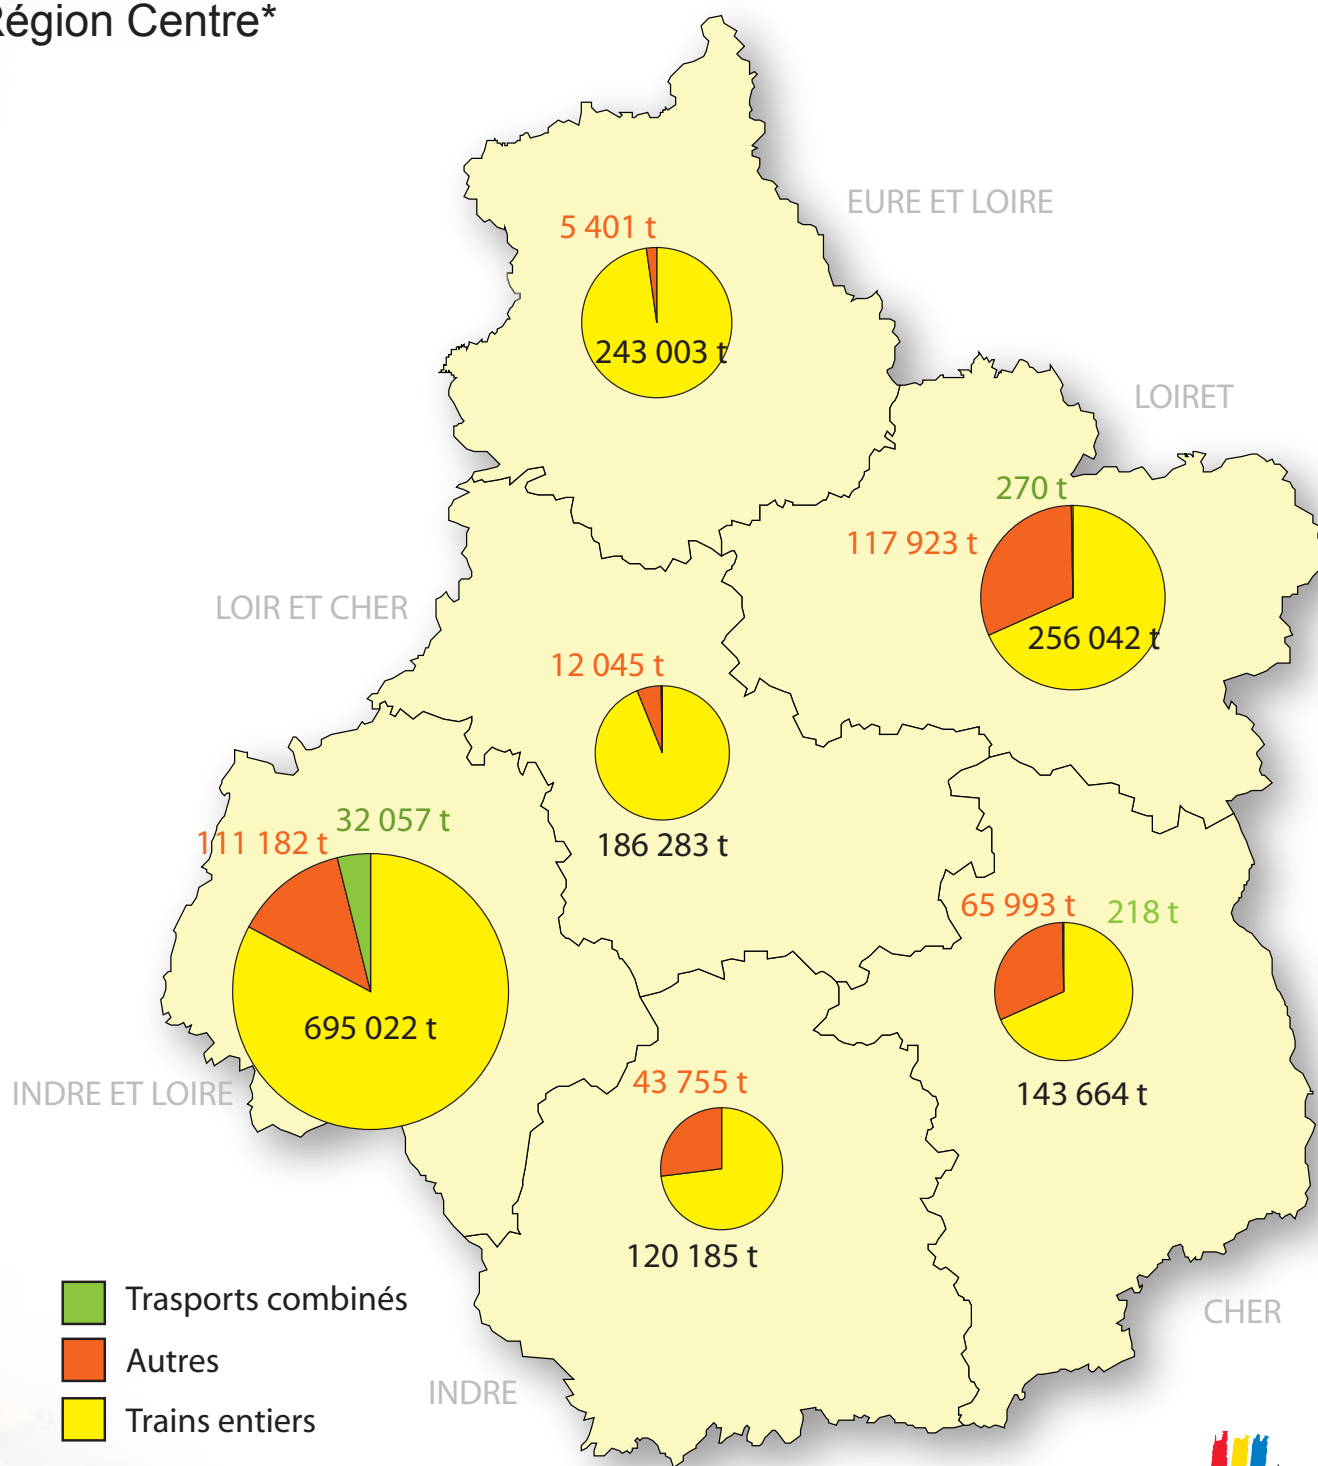 Région Centre*
EURE ET LOIRE
5 401 t
243 003 t
LOIRET
270 t
117 923 t
256 042 t
LOIR ET CHER
12 045 t
186 283 t
32 057 t
111 182 t
695 022 t
65 993 t
218 t
143 664 t
INDRE ET LOIRE
43 755 t
120 185 t
CHER
INDRE
Trasports combinés
Autres
Trains entiers